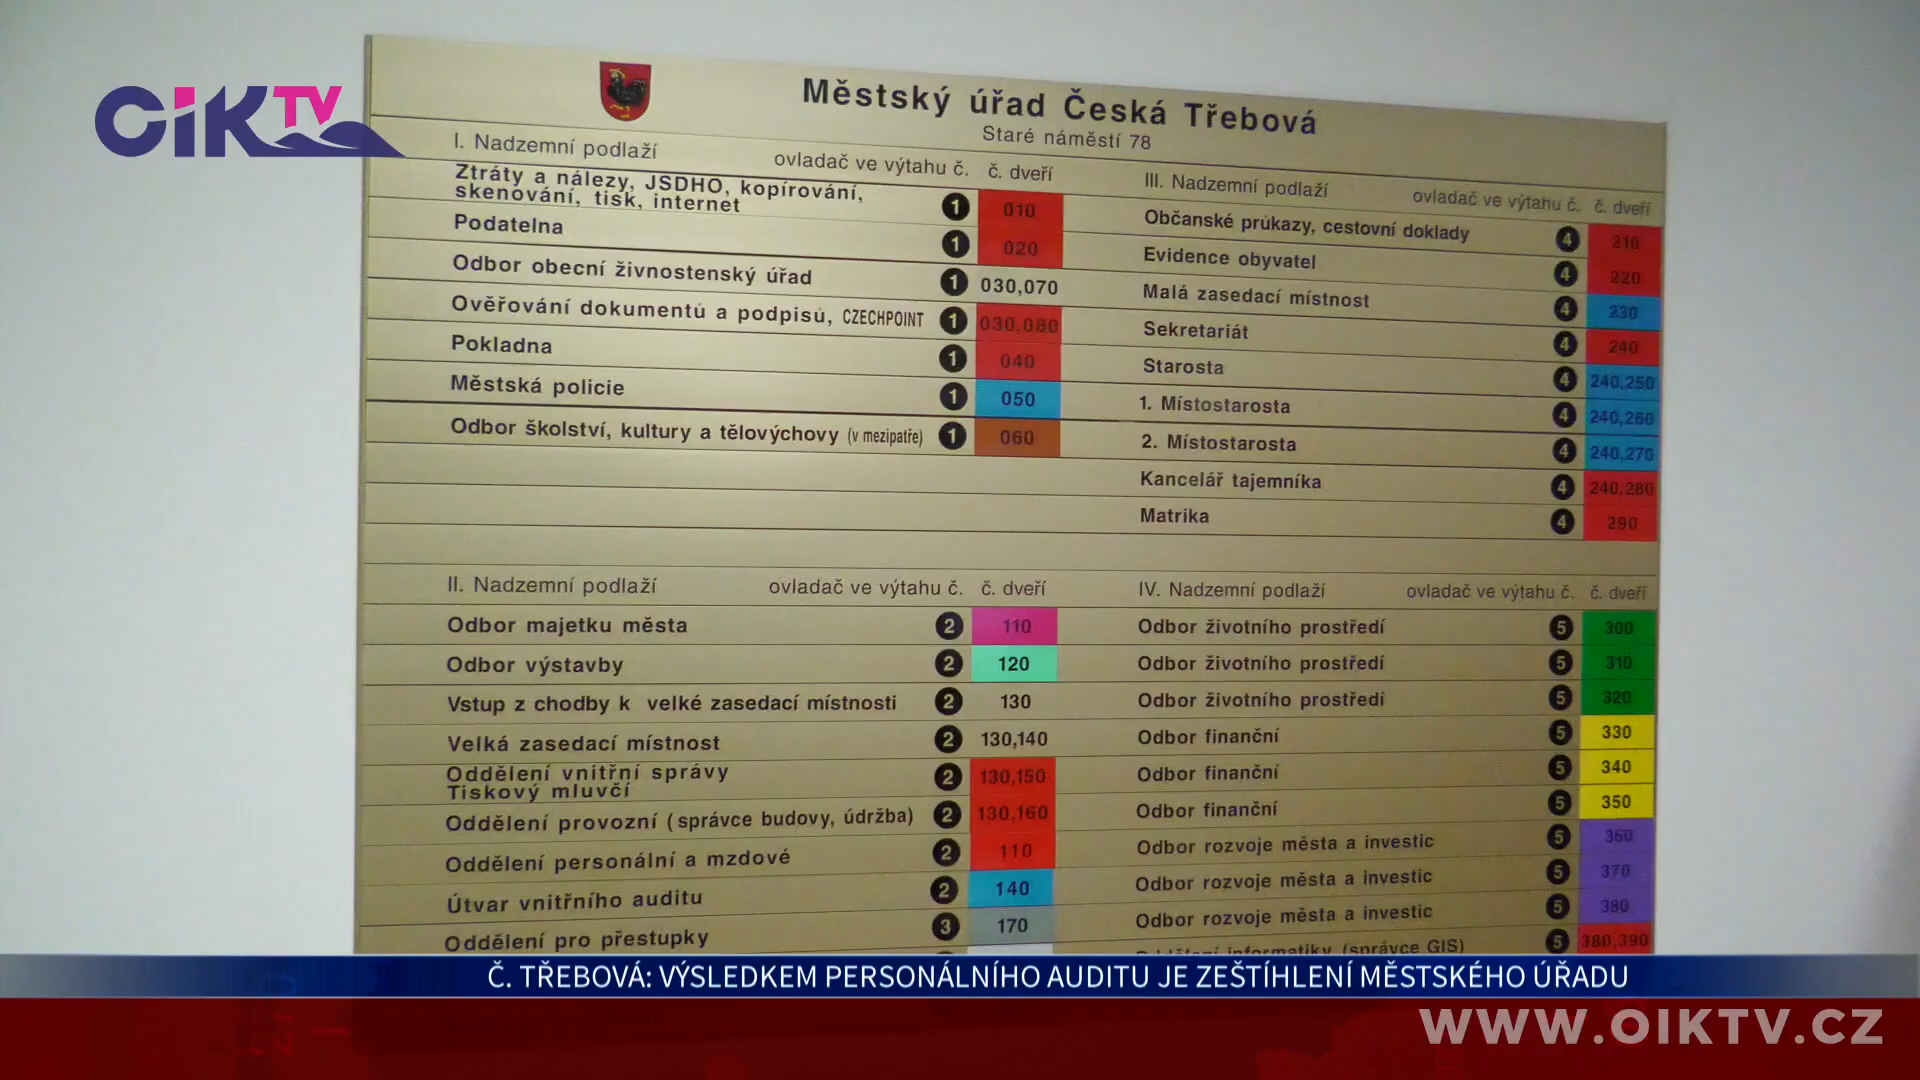 OIK TV
Městský úřad Česká Třebová
Staré náměstí 78
I. Nadzemní podlaží ovladač ve výtahu č. č. dveří
Ztráty a nálezy, JSDHO, kopírování,
skenování, tisk, internet 1 010
Podatelna 1 020
Odbor obecní živnostenský úřad 1 030,070
Ověřování dokumentů a podpisů, CZECHPOINT 1 030,080
Pokladna 1 040
Městská policie 1 050
Odbor školství, kultury a tělovýchovy (v mezipatře) 1 060
II. Nadzemní podlaží ovladač ve výtahu č. č. dveří
Odbor majetku města 2 110
Odbor výstavby 2 120
Vstup z chodby k velké zasedací místnosti 2 130
Velká zasedací místnost 2 130,140
Oddělení vnitřní správy
Tiskový mluvčí 2 130,150
Oddělení provozní (správce budovy, údržba) 2 130,160
Oddělení personální a mzdové 2 110
Útvar vnitřního auditu 2 140
Oddělení pro přestupky 3 170
III. Nadzemní podlaží ovladač ve výtahu č. č. dveří
Občanské průkazy, cestovní doklady 4 210
Evidence obyvatel 4 220
Malá zasedací místnost 4 230
Sekretariát 4 240
Starosta 4 240,250
1. Místostarosta 4 240,260
2. Místostarosta 4 240,270
Kancelář tajemníka 4 240,280
Matrika 4 290
IV. Nadzemní podlaží ovladač ve výtahu č. č. dveří
Odbor životního prostředí 5 300
Odbor životního prostředí 5 310
Odbor životního prostředí 5 320
Odbor finanční 5 330
Odbor finanční 5 340
Odbor finanční 5 350
Odbor rozvoje města a investic 5 360
Odbor rozvoje města a investic 5 370
Odbor rozvoje města a investic 5 380
Oddělení informatiky (správce GIS) 5 380,390
Č. TŘEBOVÁ: VÝSLEDKEM PERSONÁLNÍHO AUDITU JE ZEŠTÍHLENÍ MĚSTSKÉHO ÚŘADU
WWW.OIKTV.CZ